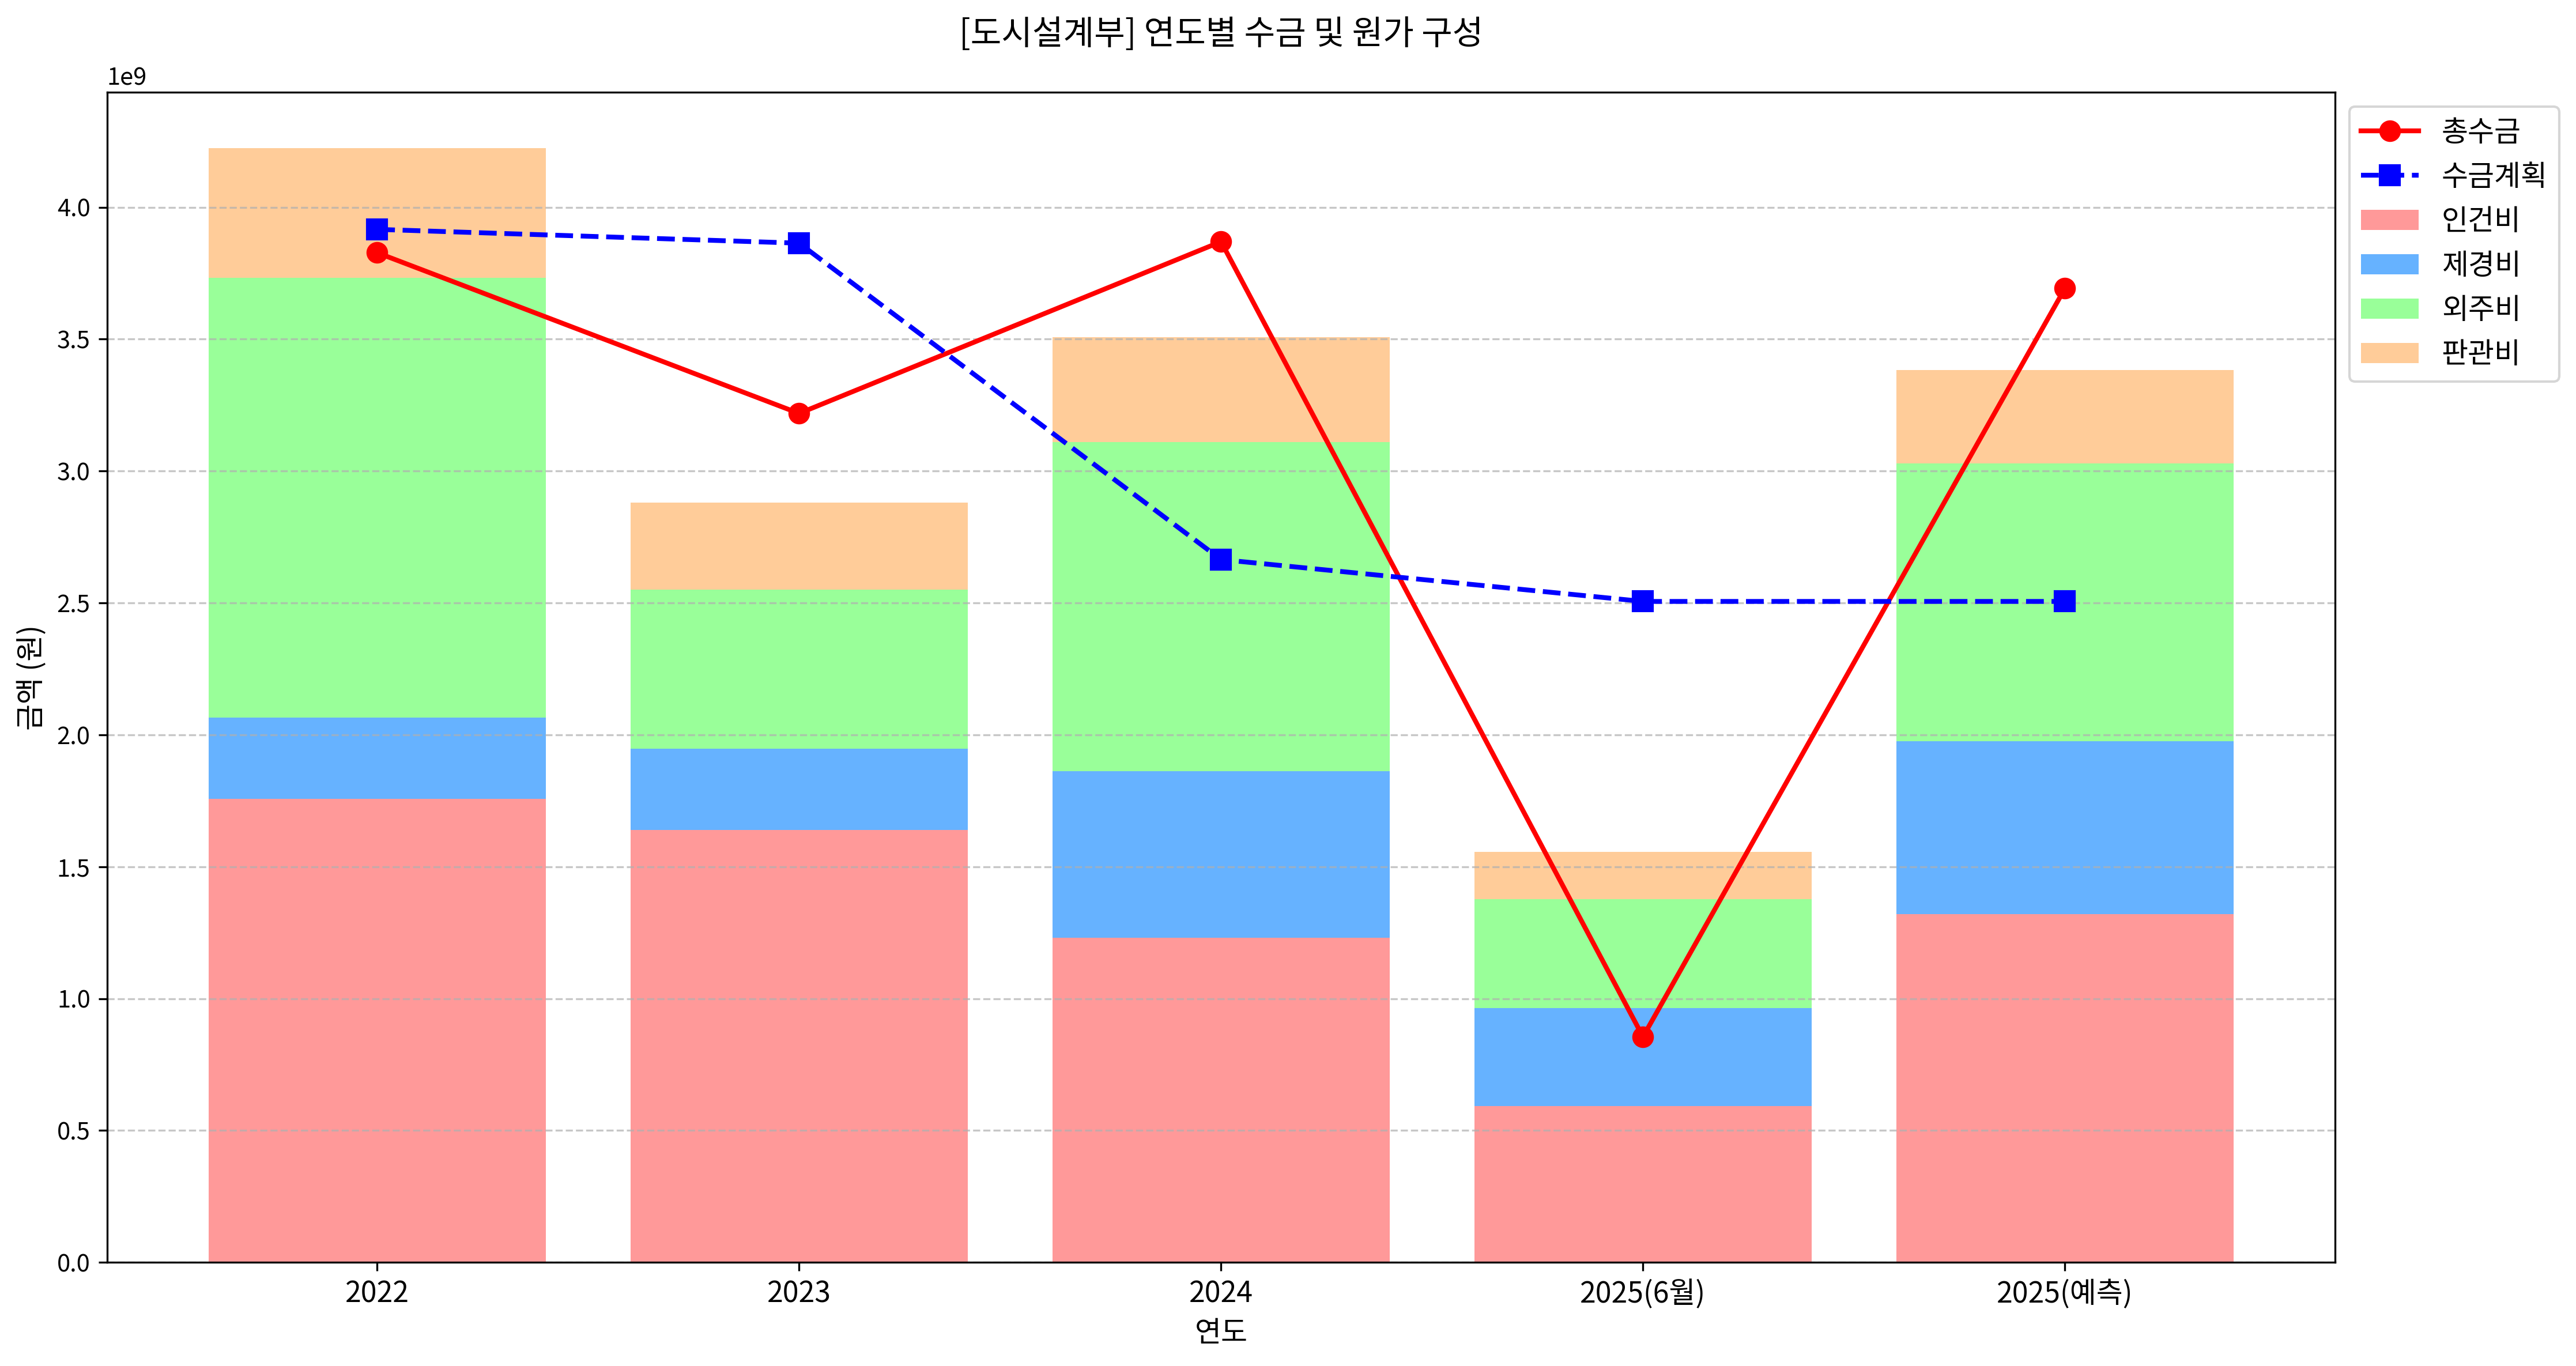 [도시설계부] 연도별 수금 및 원가 구성
1e9
4.0
3.5
3.0
2.5
2.0
1.5
1.0
0.5
0.0
금액 (원)
2022
2023
2024
2025(6월)
2025(예측)
연도
총수금
수금계획
인건비
제경비
외주비
판관비